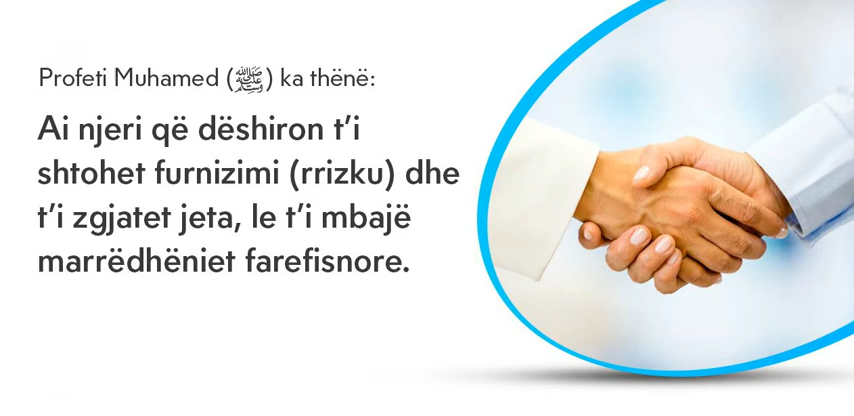 Profeti Muhamed (ﷺ) ka thënë:
Ai njeri që dëshiron t'i
shtohet furnizimi (rrizku) dhe
t'i zgjatet jeta, le t'i mbajë
marrëdhëniet farefisnore.